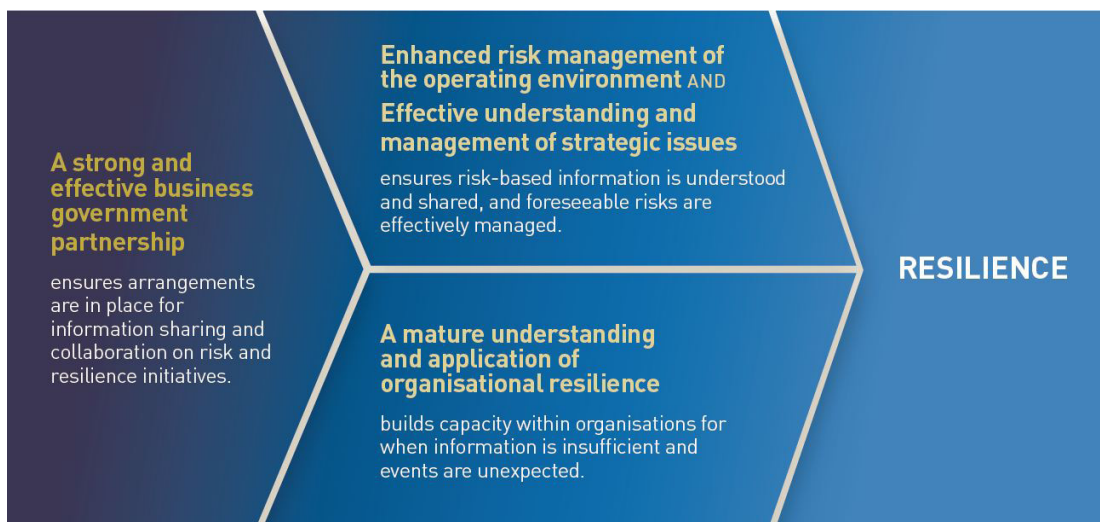 A strong and
effective business
government
partnership
ensures arrangements
are in place for
information sharing and
collaboration on risk and
resilience initiatives.
Enhanced risk management of
the operating environment AND
Effective understanding and
management of strategic issues
ensures risk-based information is understood
and shared, and foreseeable risks are
effectively managed.
A mature understanding
and application of
organisational resilience
builds capacity within organisations for
when information is insufficient and
events are unexpected.
RESILIENCE